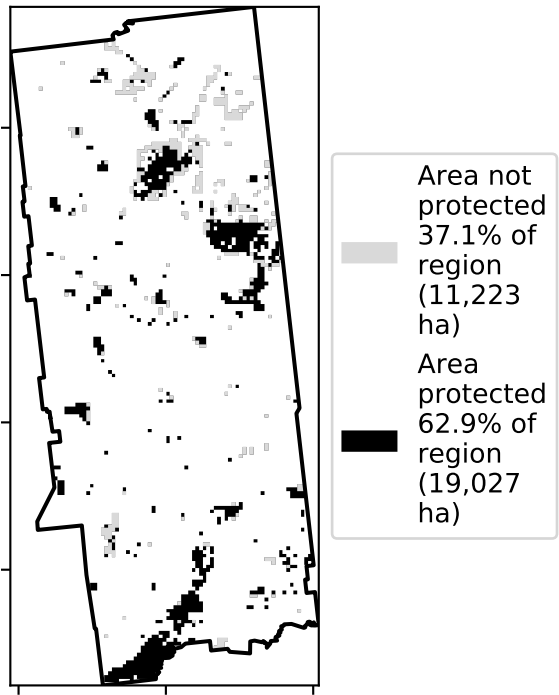 Area not
protected
37.1% of
region
(11,223
ha)
Area
protected
62.9% of
region
(19,027
ha)